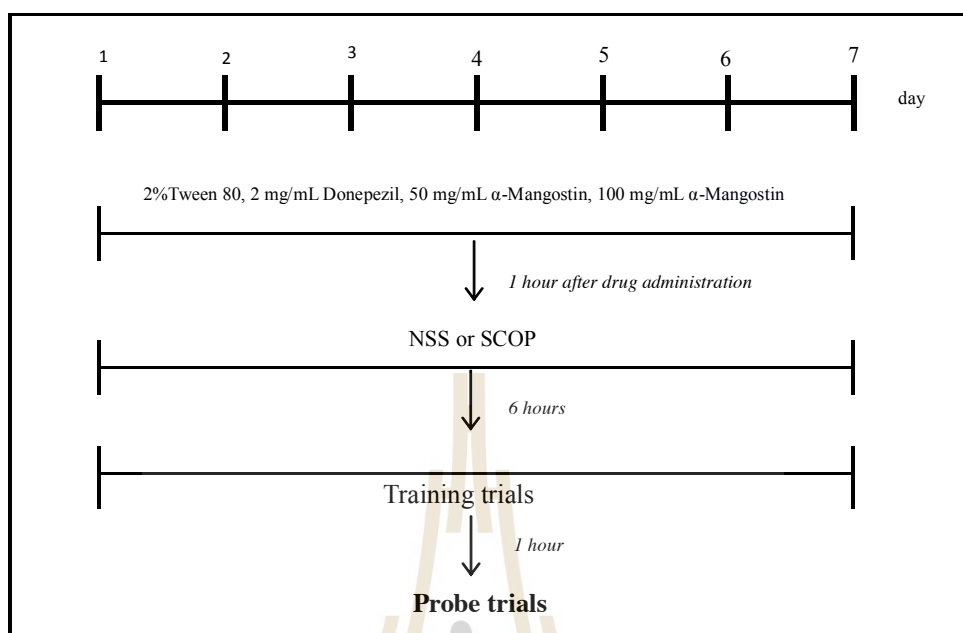 1 2 3 4 5 6 7
day
2%Tween 80, 2 mg/mL Donepezil, 50 mg/mL α-Mangostin, 100 mg/mL α-Mangostin
1 hour after drug administration
NSS or SCOP
6 hours
Training trials
1 hour
Probe trials